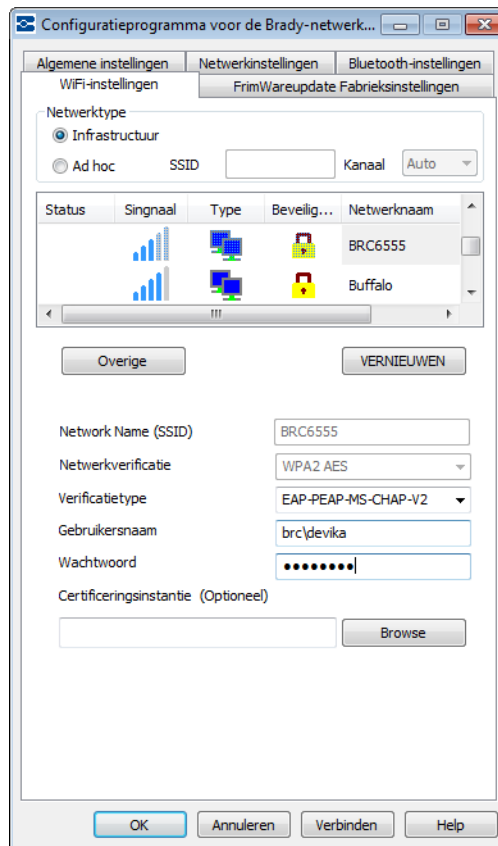 Configuratieprogramma voor de Brady-netwerk...
Algemene instellingen Netwerkinstellingen Bluetooth-instellingen
WiFi-instellingen FrimWareupdate Fabrieksinstellingen
Netwerktype
Infrastructuur
Ad hoc SSID Kanaal Auto
Status Singnaal Type Beveilig... Netwerknaam
BRC6555
Buffalo
Overige VERNIEUWEN
Network Name (SSID) BRC6555
Netwerkverificatie WPA2 AES
Verificatietype EAP-PEAP-MS-CHAP-V2
Gebruikersnaam brc\devika
Wachtwoord ●●●●●●●●
Certificeringsinstantie (Optioneel)
Browse
OK Annuleren Verbinden Help